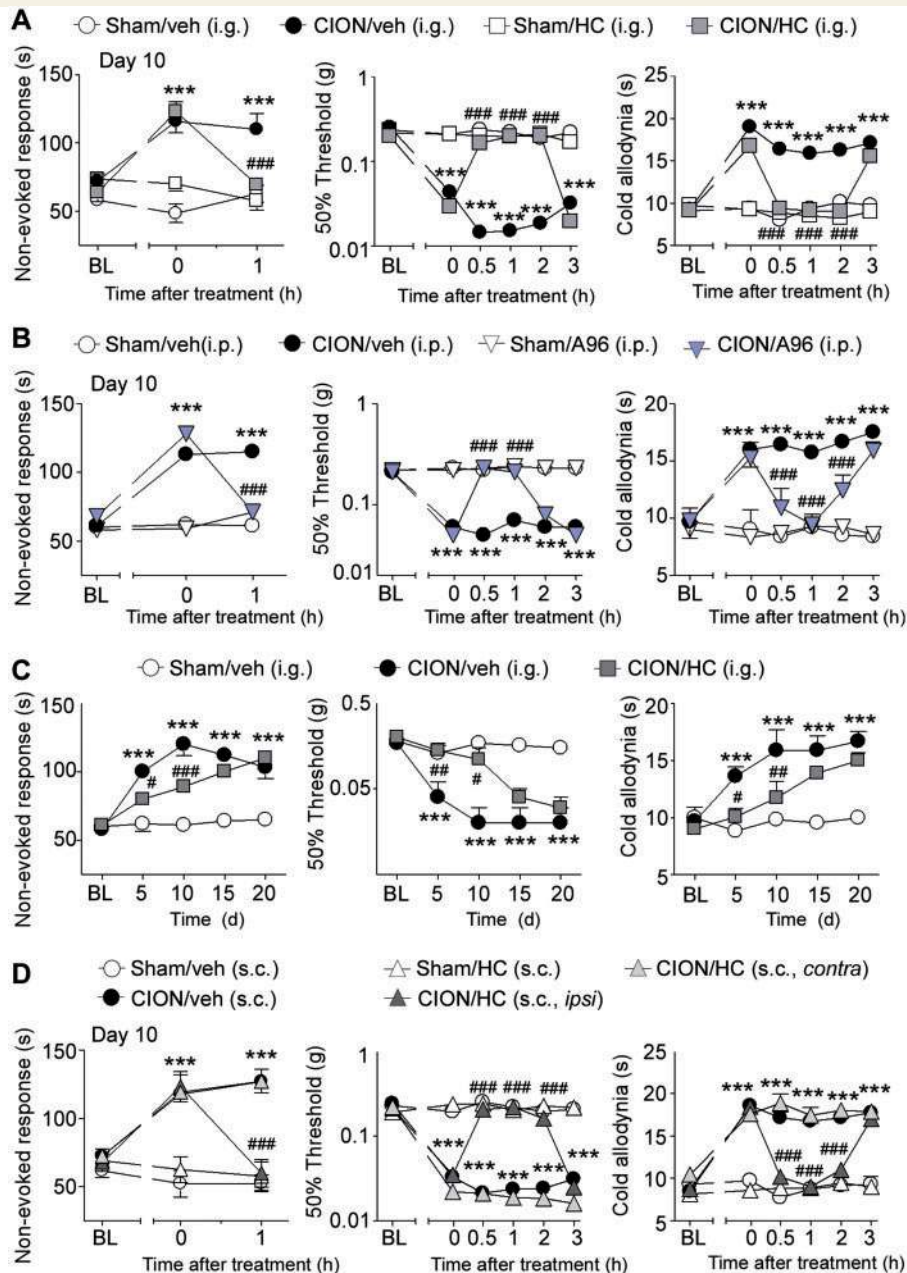 A
Sham/veh (i.g.) CION/veh (i.g.) Sham/HC (i.g.) CION/HC (i.g.)
Non-evoked response (s)
Day 10
150
100
50
*** ***
###
BL 0 1
Time after treatment (h)
50% Threshold (g)
1
0.1
0.01
### ### ###
*** *** *** *** ***
BL 0 0.5 1 2 3
Time after treatment (h)
Cold allodynia (s)
25
20
15
10
5
*** *** *** *** ***
### ### ###
BL 0 0.5 1 2 3
Time after treatment (h)
B
Sham/veh(i.p.) CION/veh (i.p.) Sham/A96 (i.p.) CION/A96 (i.p.)
Non-evoked response (s)
Day 10
150
100
50
*** ***
###
BL 0 1
Time after treatment (h)
50% Threshold (g)
1
0.1
0.01
### ###
*** *** *** *** ***
BL 0 0.5 1 2 3
Time after treatment (h)
Cold allodynia (s)
20
15
10
5
*** *** *** *** ***
### ### ###
BL 0 0.5 1 2 3
Time after treatment (h)
C
Sham/veh (i.g.) CION/veh (i.g.) CION/HC (i.g.)
Non-evoked response (s)
150
100
50
*** *** *** ***
# ###
BL 5 10 15 20
Time (d)
50% Threshold (g)
0.5
0.05
## #
*** *** *** ***
BL 5 10 15 20
Time (d)
Cold allodynia (s)
20
15
10
5
*** *** *** ***
# ##
BL 5 10 15 20
Time (d)
D
Sham/veh (s.c.) Sham/HC (s.c.) CION/HC (s.c., contra)
CION/veh (s.c.) CION/HC (s.c., ipsi)
Non-evoked response (s)
Day 10
150
100
50
*** ***
###
BL 0 1
Time after treatment (h)
50% Threshold (g)
1
0.1
0.01
### ### ###
*** *** *** *** ***
BL 0 0.5 1 2 3
Time after treatment (h)
Cold allodynia (s)
25
20
15
10
5
*** *** *** *** ***
### ### ###
BL 0 0.5 1 2 3
Time after treatment (h)